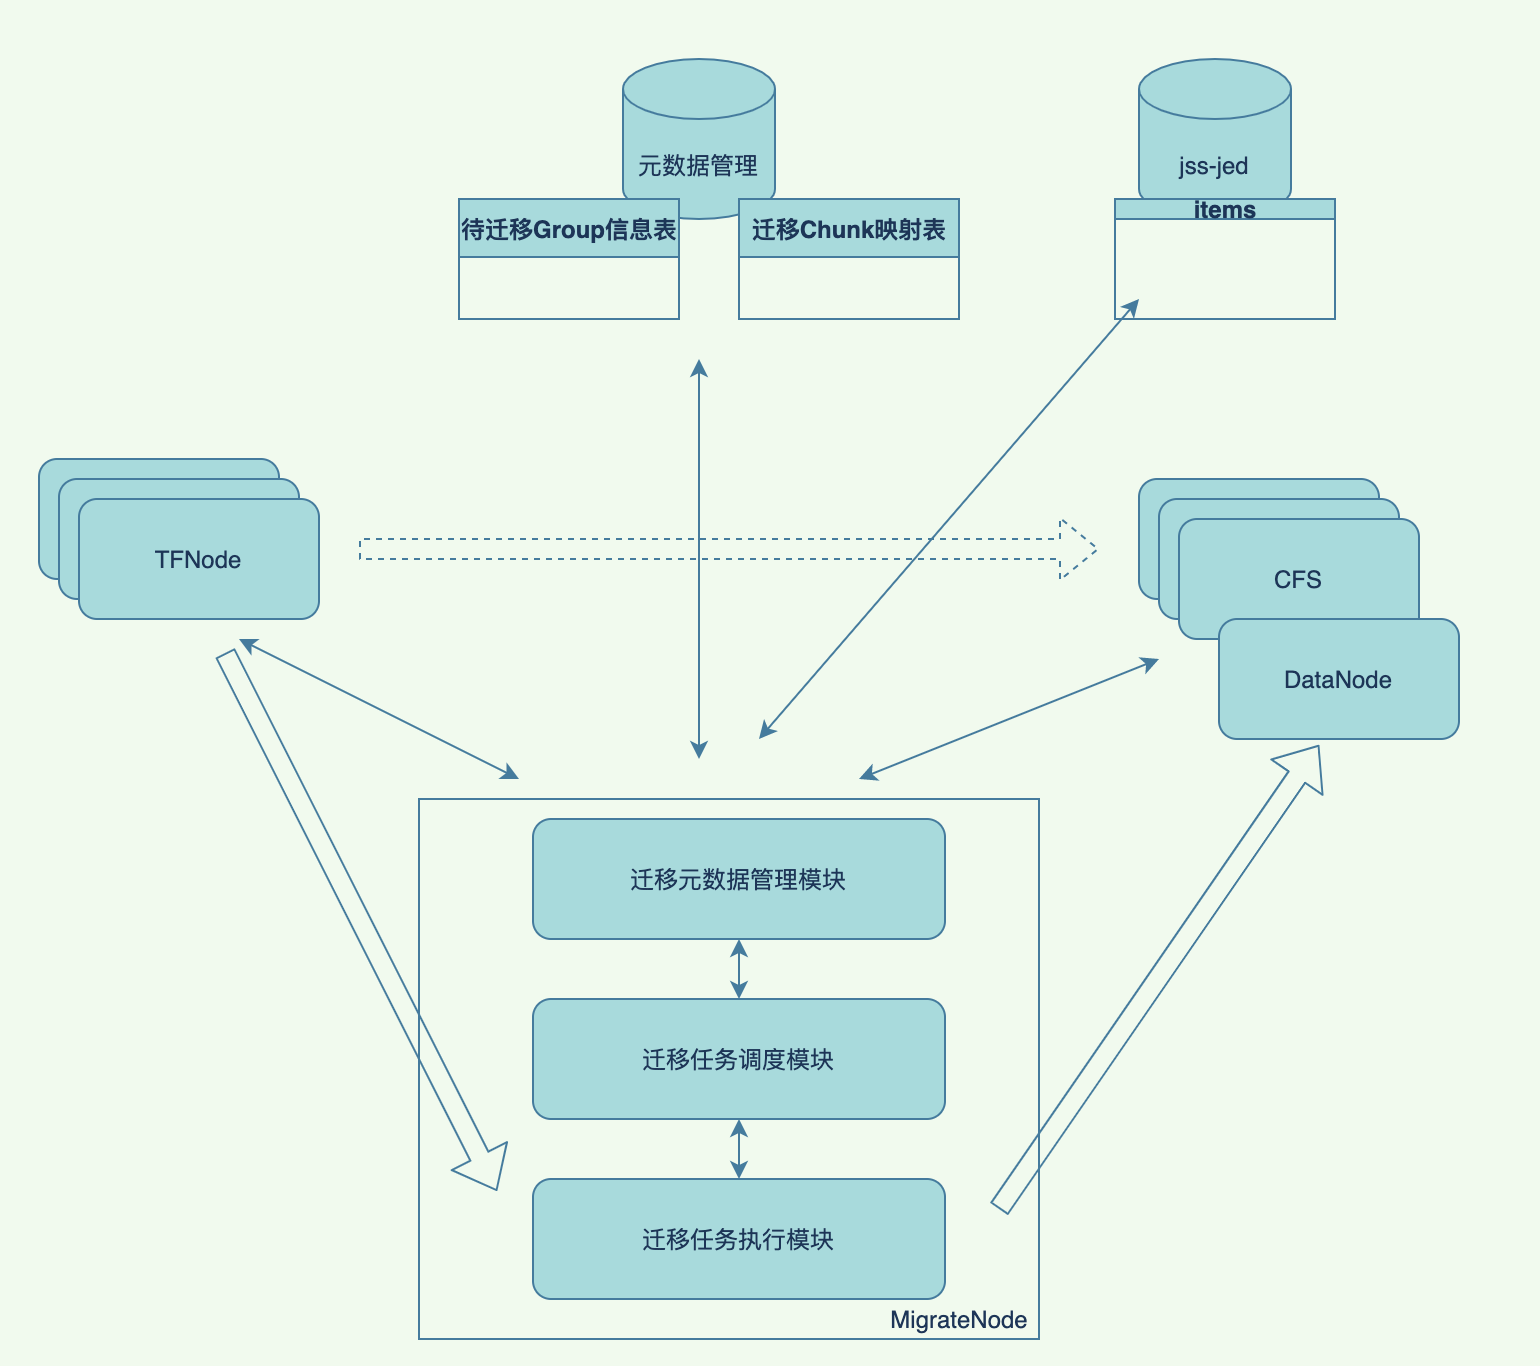 元数据管理
jss-jed
待迁移Group信息表
迁移Chunk映射表
items
TFNode
CFS
DataNode
迁移元数据管理模块
迁移任务调度模块
迁移任务执行模块
MigrateNode